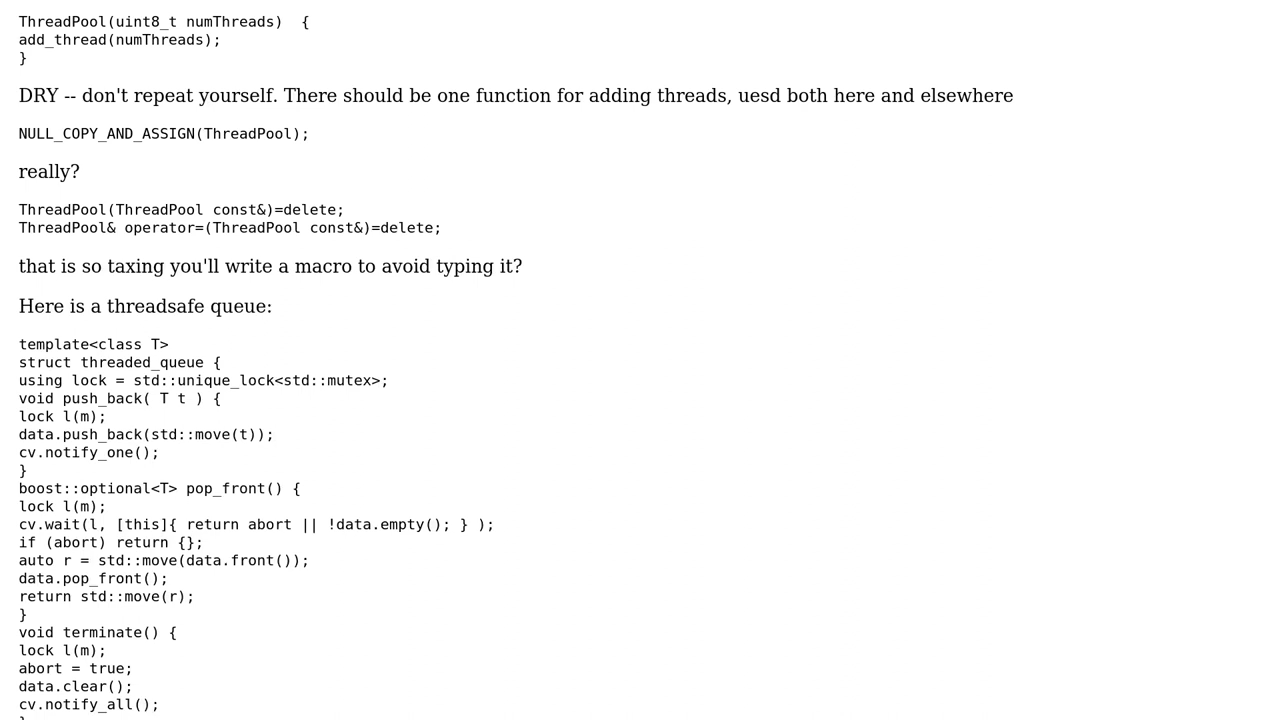 ThreadPool(uint8_t numThreads)  {
add_thread(numThreads);
}
DRY -- don't repeat yourself. There should be one function for adding threads, uesd both here and elsewhere
NULL_COPY_AND_ASSIGN(ThreadPool);
really?
ThreadPool(ThreadPool const&)=delete;
ThreadPool& operator=(ThreadPool const&)=delete;
that is so taxing you'll write a macro to avoid typing it?
Here is a threadsafe queue:
template<class T>
struct threaded_queue {
using lock = std::unique_lock<std::mutex>;
void push_back( T t ) {
lock l(m);
data.push_back(std::move(t));
cv.notify_one();
}
boost::optional<T> pop_front() {
lock l(m);
cv.wait(l, [this]{ return abort || !data.empty(); } );
if (abort) return {};
auto r = std::move(data.front());
data.pop_front();
return std::move(r);
}
void terminate() {
lock l(m);
abort = true;
data.clear();
cv.notify_all();
}